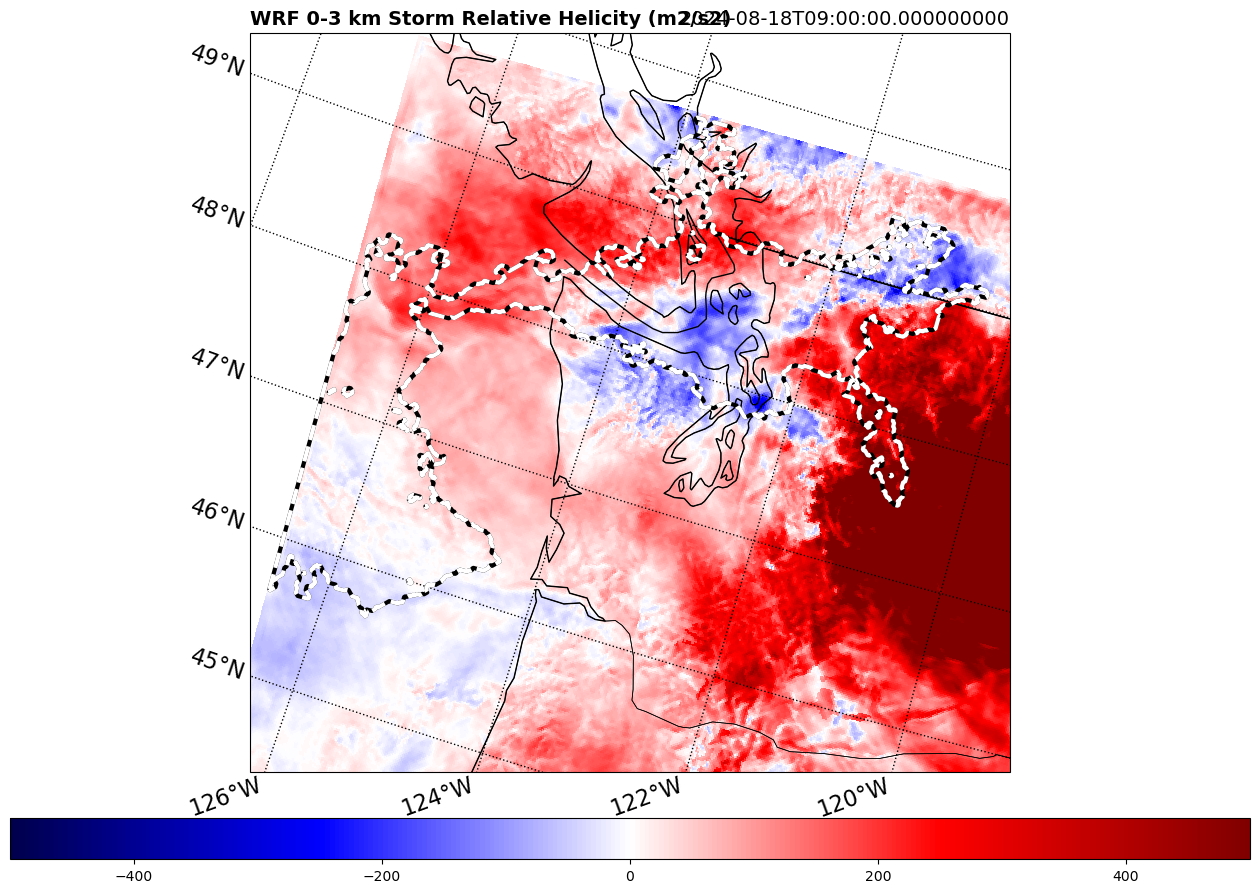 WRF 0-3 km Storm Relative Helicity (m2/s2)
2024-08-18T09:00:00.000000000
49°N
48°N
47°N
46°N
45°N
126°W 124°W 122°W 120°W
−400 −200 0 200 400